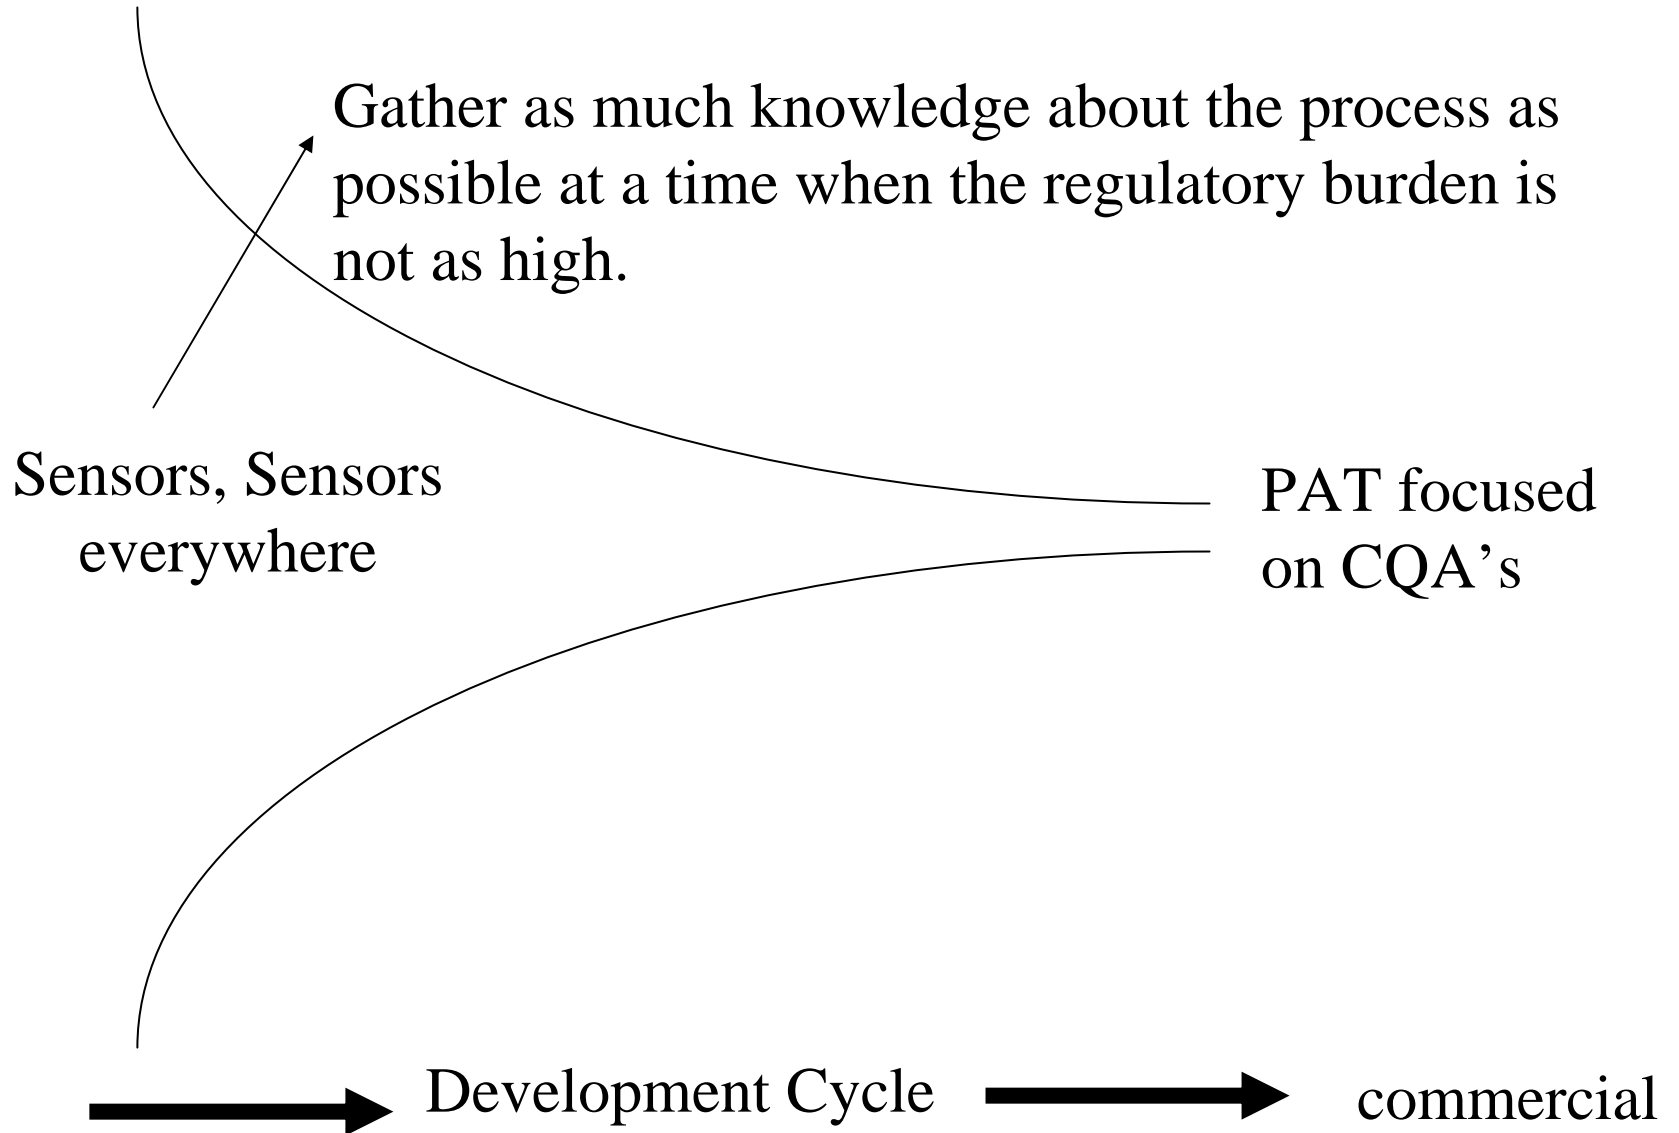 Gather as much knowledge about the process as
possible at a time when the regulatory burden is
not as high.
Sensors, Sensors
everywhere
PAT focused
on CQA’s
Development Cycle
commercial